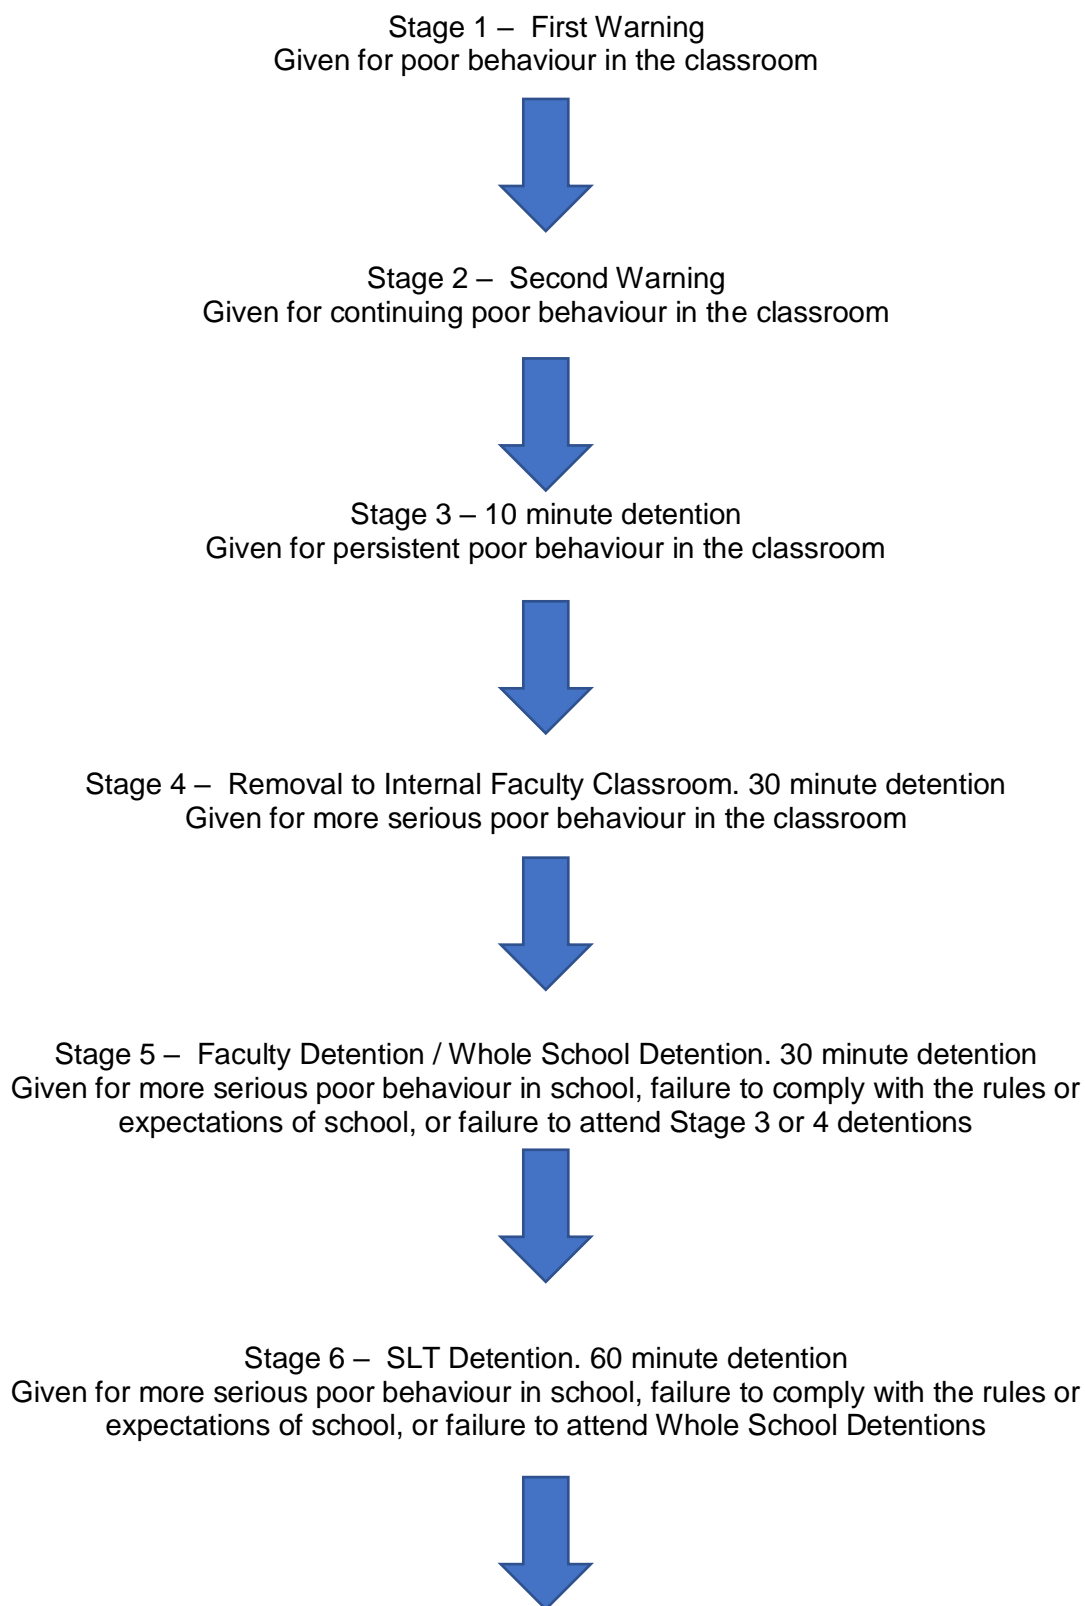 Stage 1 –  First Warning
Given for poor behaviour in the classroom
Stage 2 –  Second Warning
Given for continuing poor behaviour in the classroom
Stage 3 – 10 minute detention
Given for persistent poor behaviour in the classroom
Stage 4 –  Removal to Internal Faculty Classroom. 30 minute detention
Given for more serious poor behaviour in the classroom
Stage 5 –  Faculty Detention / Whole School Detention. 30 minute detention
Given for more serious poor behaviour in school, failure to comply with the rules or
expectations of school, or failure to attend Stage 3 or 4 detentions
Stage 6 –  SLT Detention. 60 minute detention
Given for more serious poor behaviour in school, failure to comply with the rules or
expectations of school, or failure to attend Whole School Detentions